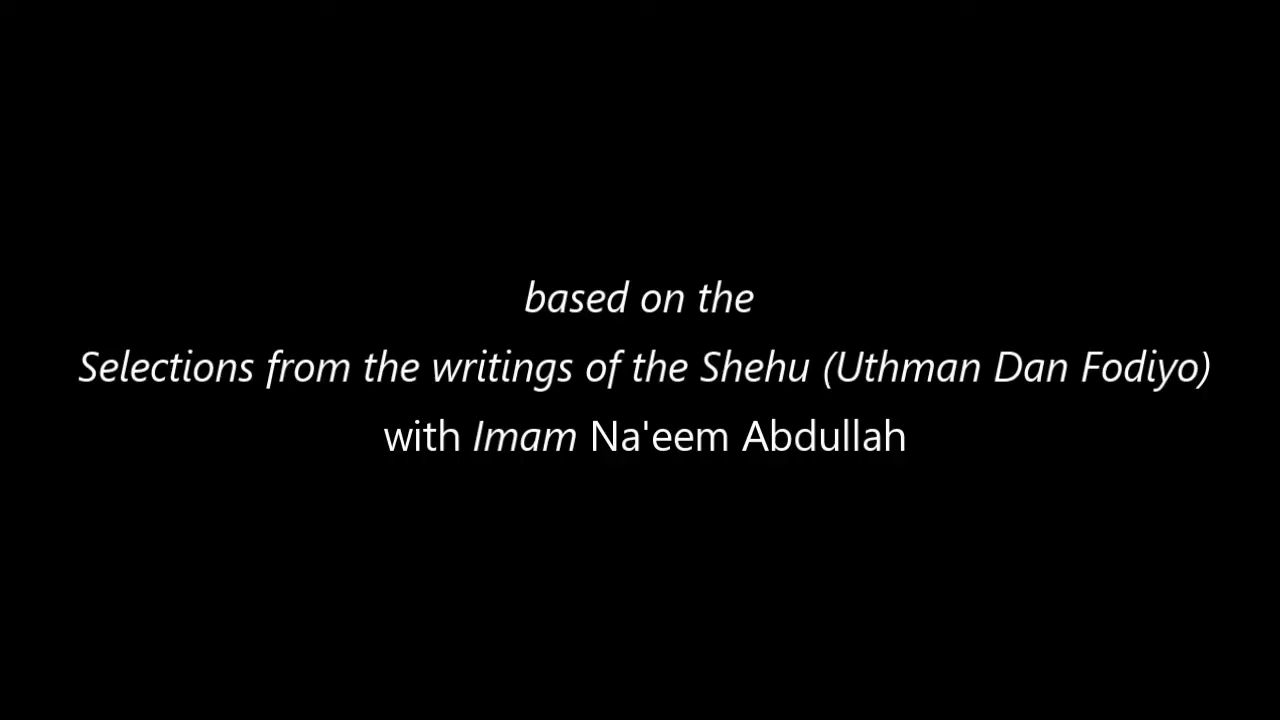 based on the
Selections from the writings of the Shehu (Uthman Dan Fodiyo)
with Imam Na'eem Abdullah